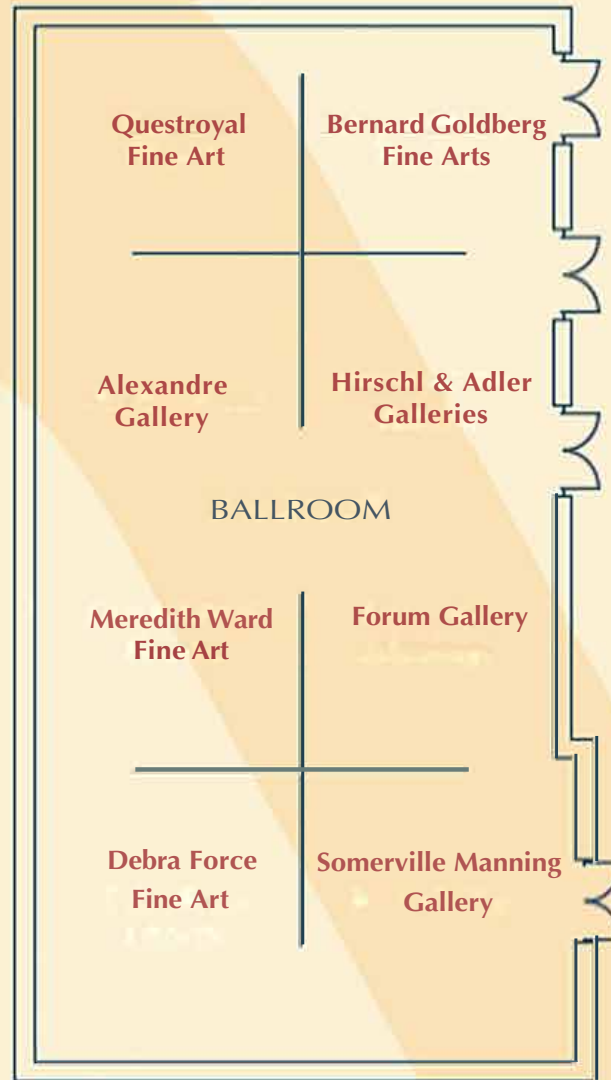 Questroyal
Fine Art
Bernard Goldberg
Fine Arts
Alexandre
Gallery
Hirschl & Adler
Galleries
BALLROOM
Meredith Ward
Fine Art
Forum Gallery
Debra Force
Fine Art
Somerville Manning
Gallery